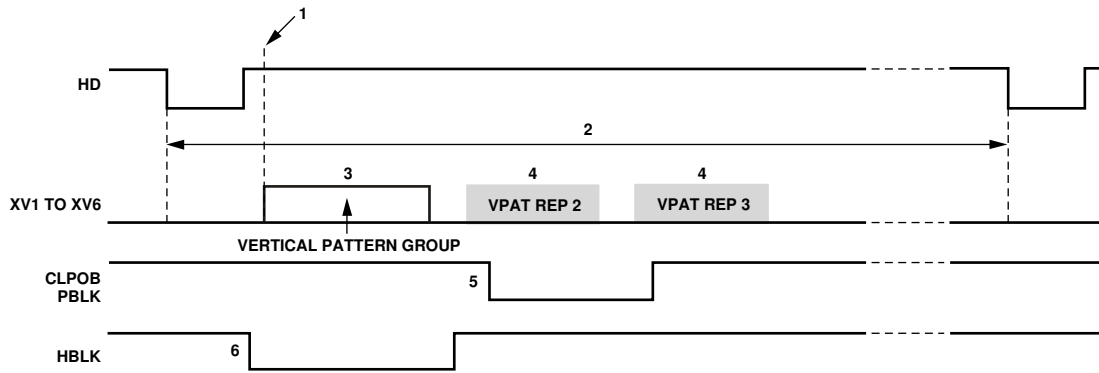 1
HD
2
3
4
4
XV1 TO XV6
VPAT REP 2
VPAT REP 3
VERTICAL PATTERN GROUP
CLPOB
PBLK
5
HBLK
6